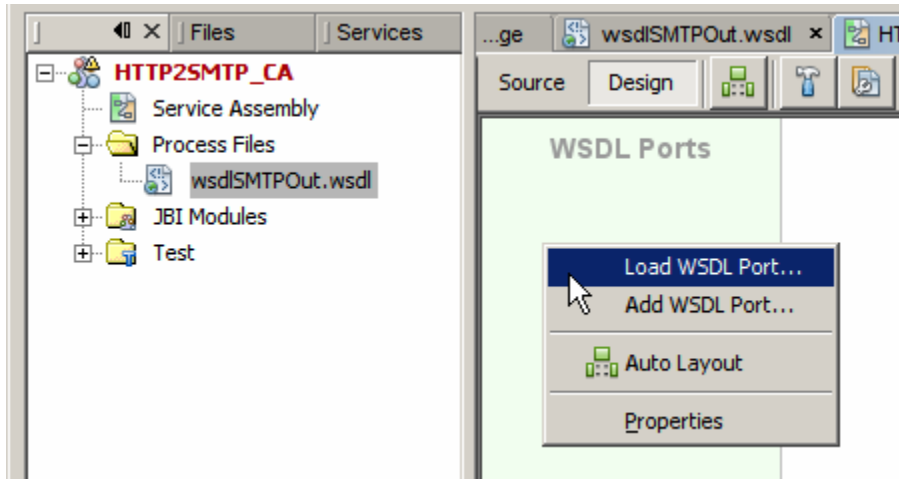 Files
Services
...ge
wsdlSMTPOut.wsdl
HT
HTTP2SMTP_CA
Source
Design
Service Assembly
Process Files
wsdlSMTPOut.wsdl
JBI Modules
Test
WSDL Ports
Load WSDL Port...
Add WSDL Port...
Auto Layout
Properties